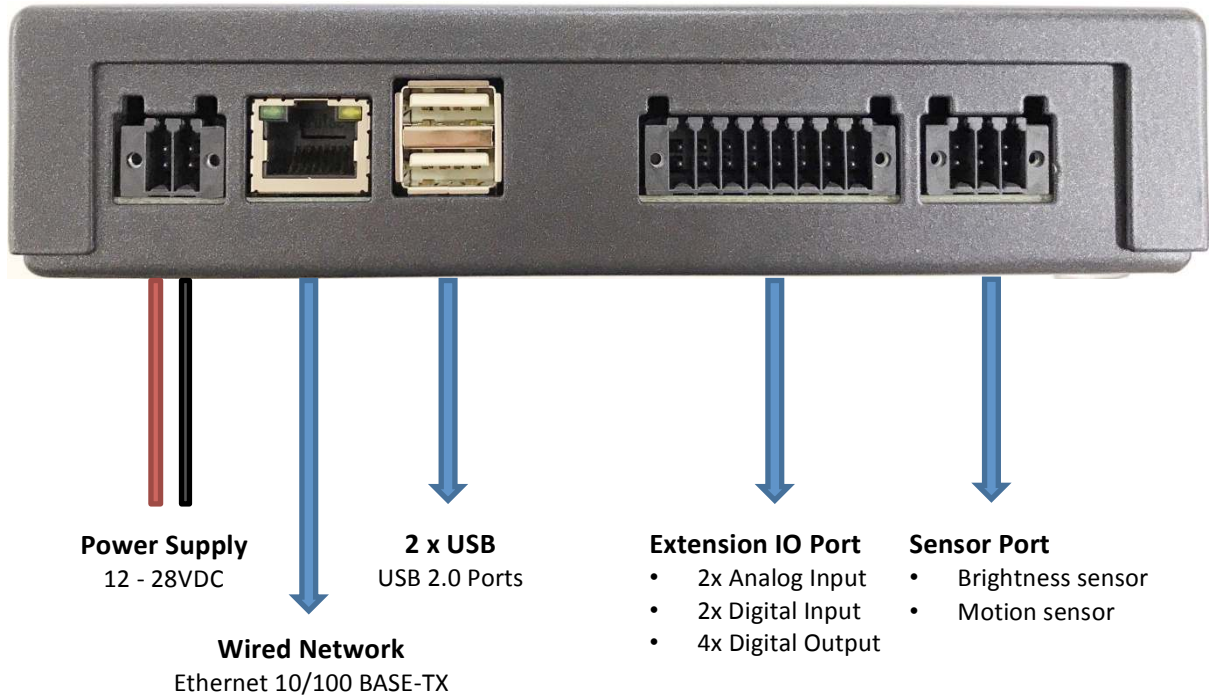 Power Supply
12 - 28VDC
Wired Network
Ethernet 10/100 BASE-TX
2 x USB
USB 2.0 Ports
Extension IO Port
• 2x Analog Input
• 2x Digital Input
• 4x Digital Output
Sensor Port
• Brightness sensor
• Motion sensor